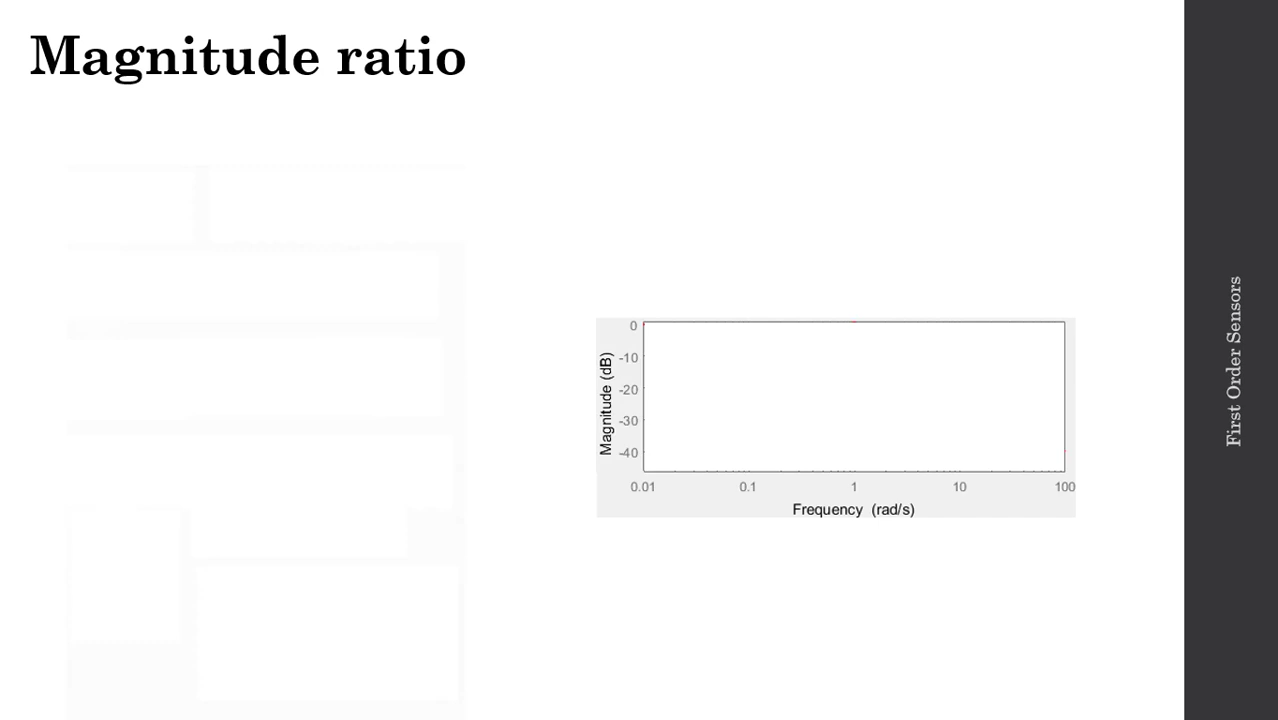 Magnitude ratio
0
-10
-20
-30
-40
Magnitude (dB)
0.01 0.1 1 10 100
Frequency (rad/s)
First Order Sensors